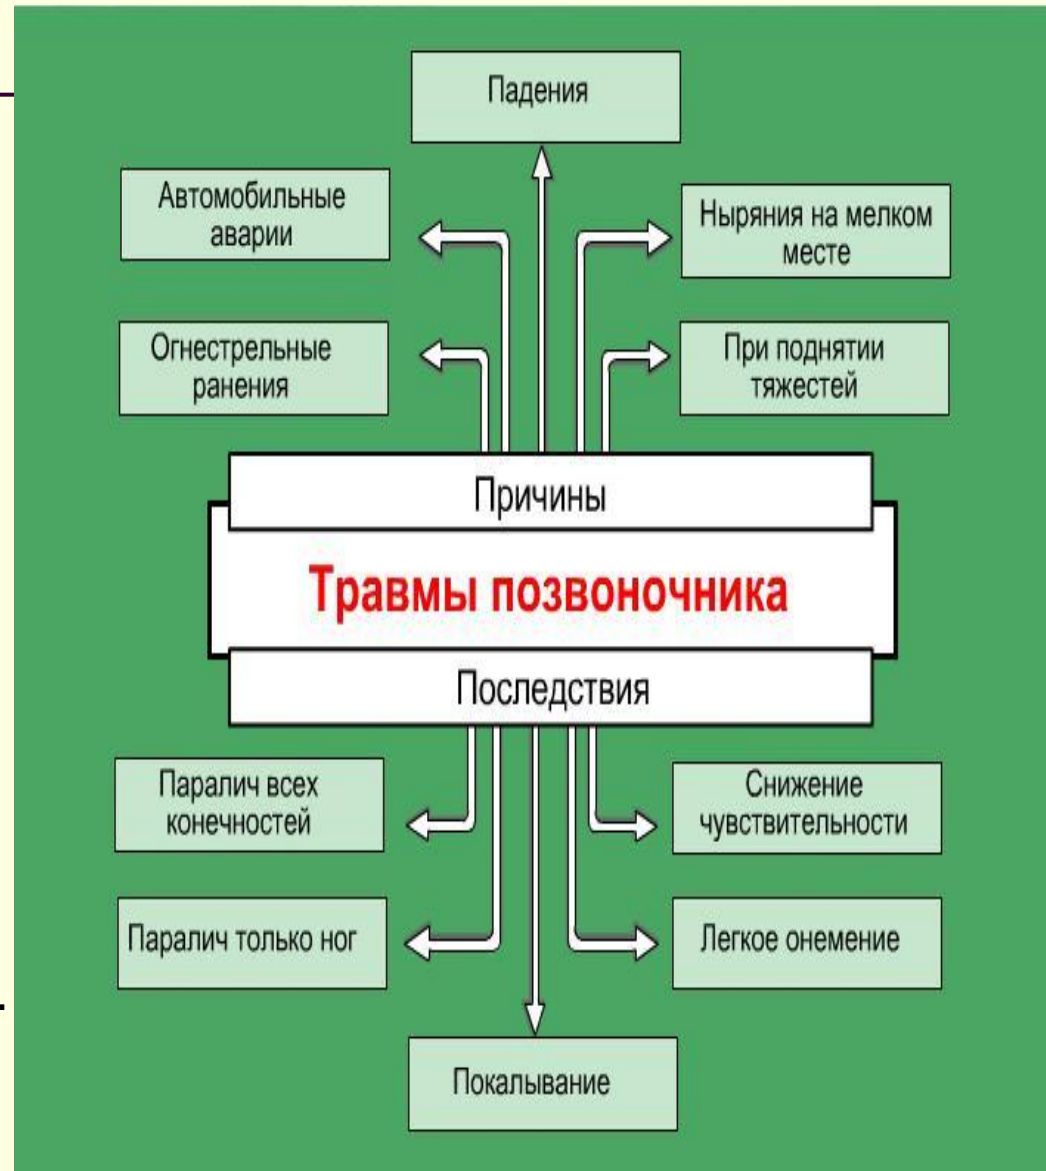 Падения
Автомобильные
аварии
Ныряния на мелком
месте
Огнестрельные
ранения
При поднятии
тяжестей
Причины
Травмы позвоночника
Последствия
Паралич всех
конечностей
Снижение
чувствительности
Паралич только ног
Легкое онемение
Покалывание
.